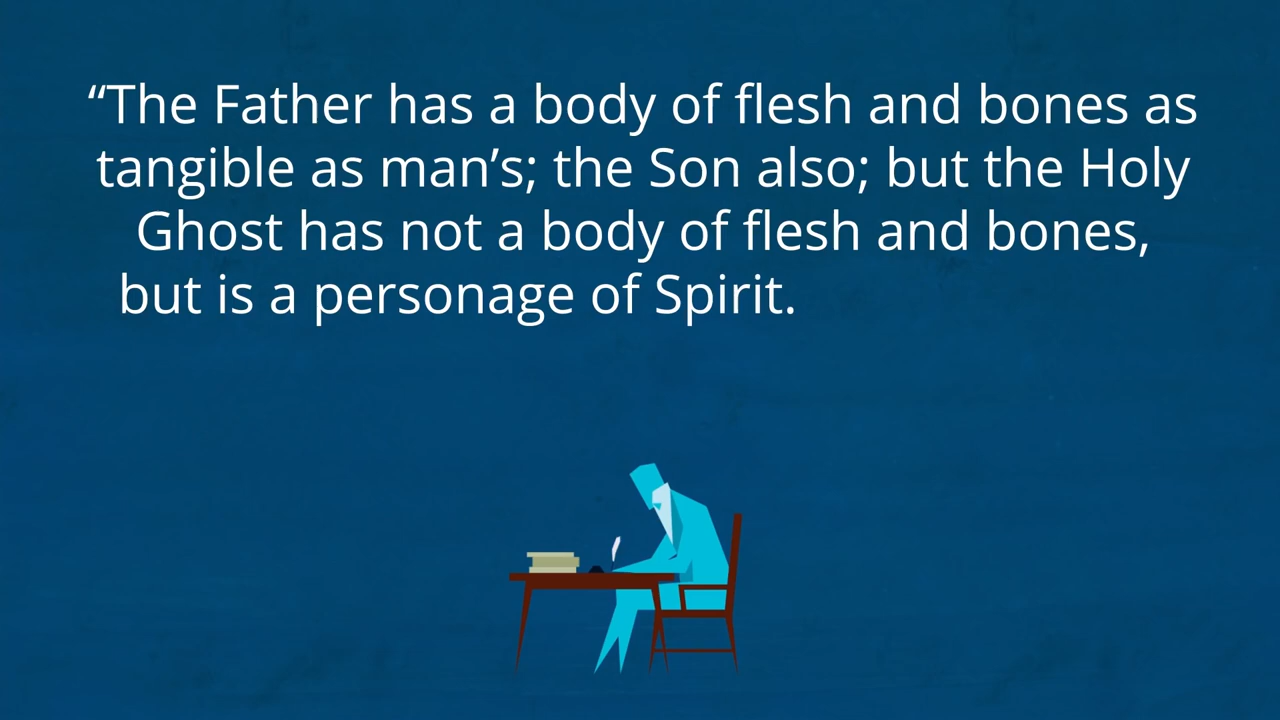 “The Father has a body of flesh and bones as
tangible as man’s; the Son also; but the Holy
Ghost has not a body of flesh and bones,
but is a personage of Spirit.